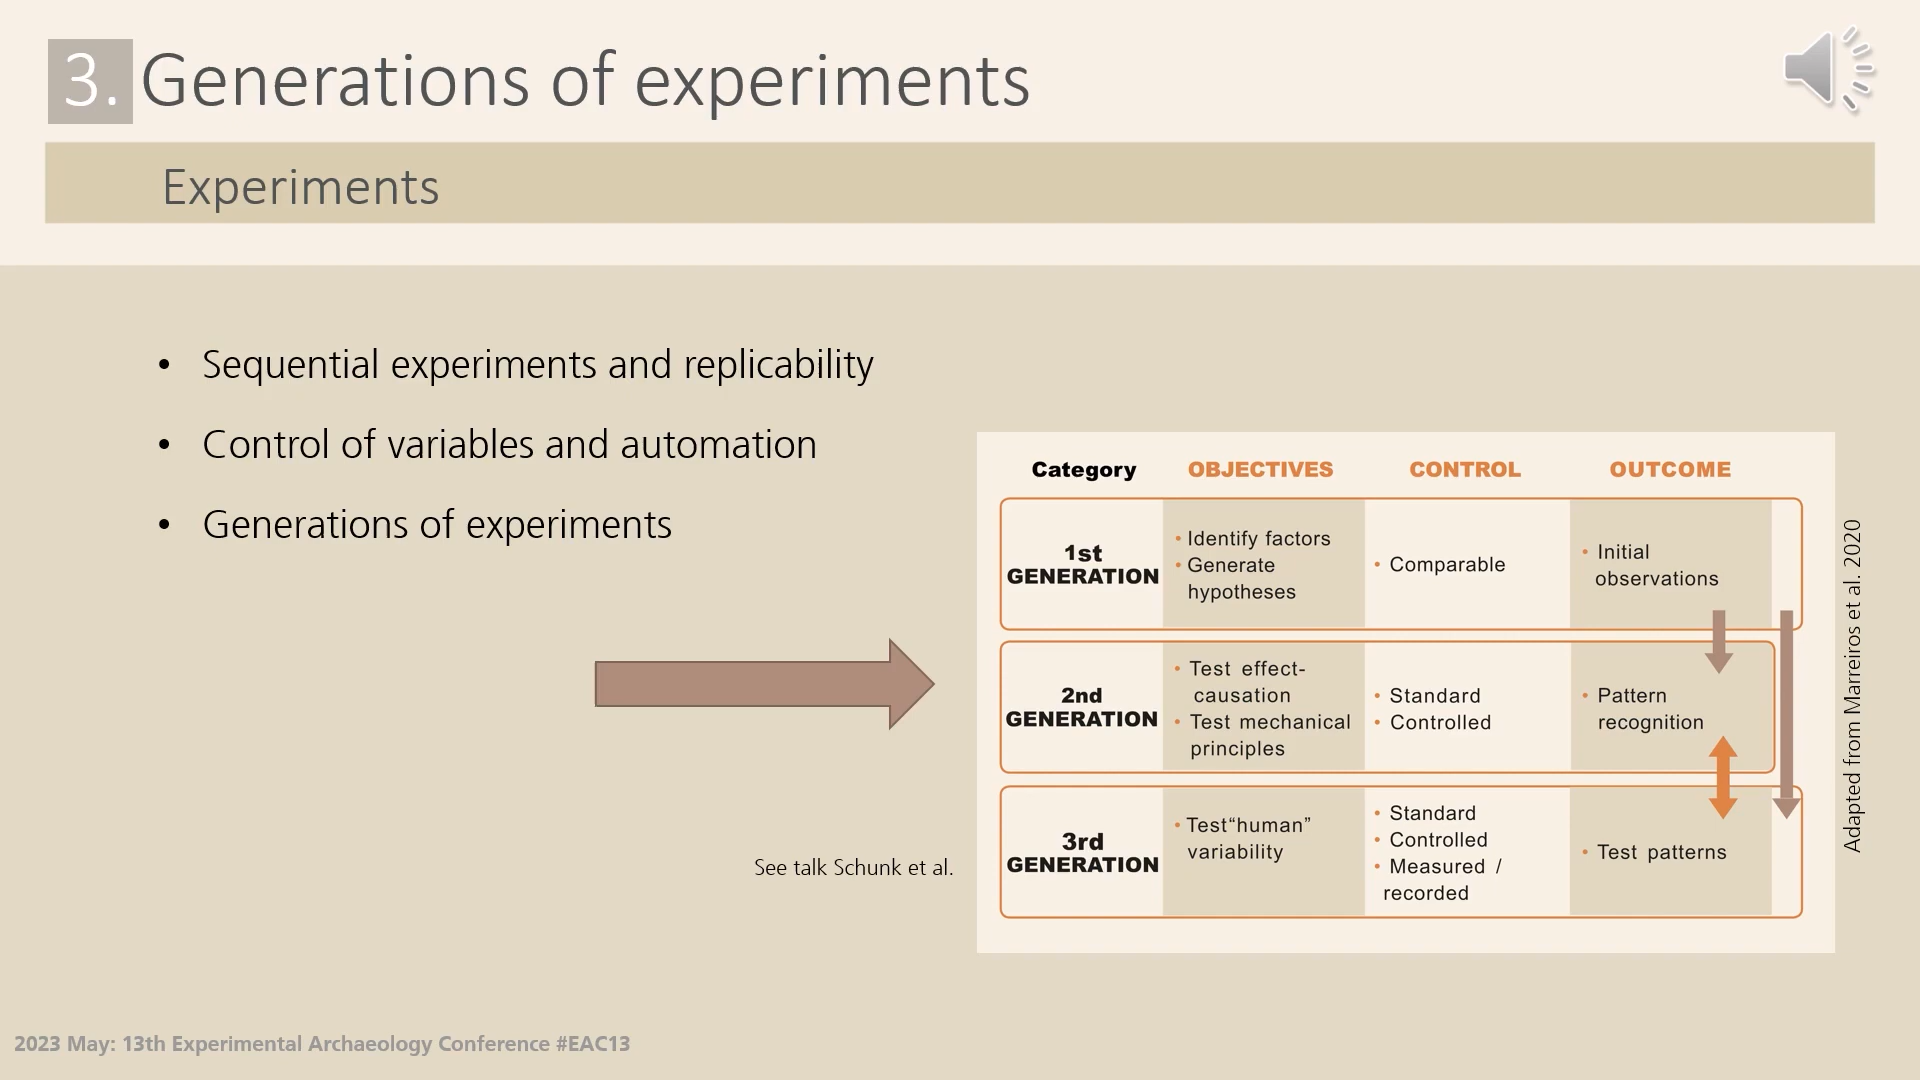 3. Generations of experiments
Experiments
• Sequential experiments and replicability
• Control of variables and automation
• Generations of experiments
See talk Schunk et al.
Category OBJECTIVES CONTROL OUTCOME
1st
GENERATION
• Identify factors
• Generate
hypotheses
• Comparable
• Initial
observations
2nd
GENERATION
• Test effect-
causation
• Test mechanical
principles
• Standard
• Controlled
• Pattern
recognition
3rd
GENERATION
• Test“human”
variability
• Standard
• Controlled
• Measured /
recorded
• Test patterns
Adapted from Marreiros et al. 2020
2023 May: 13th Experimental Archaeology Conference #EAC13